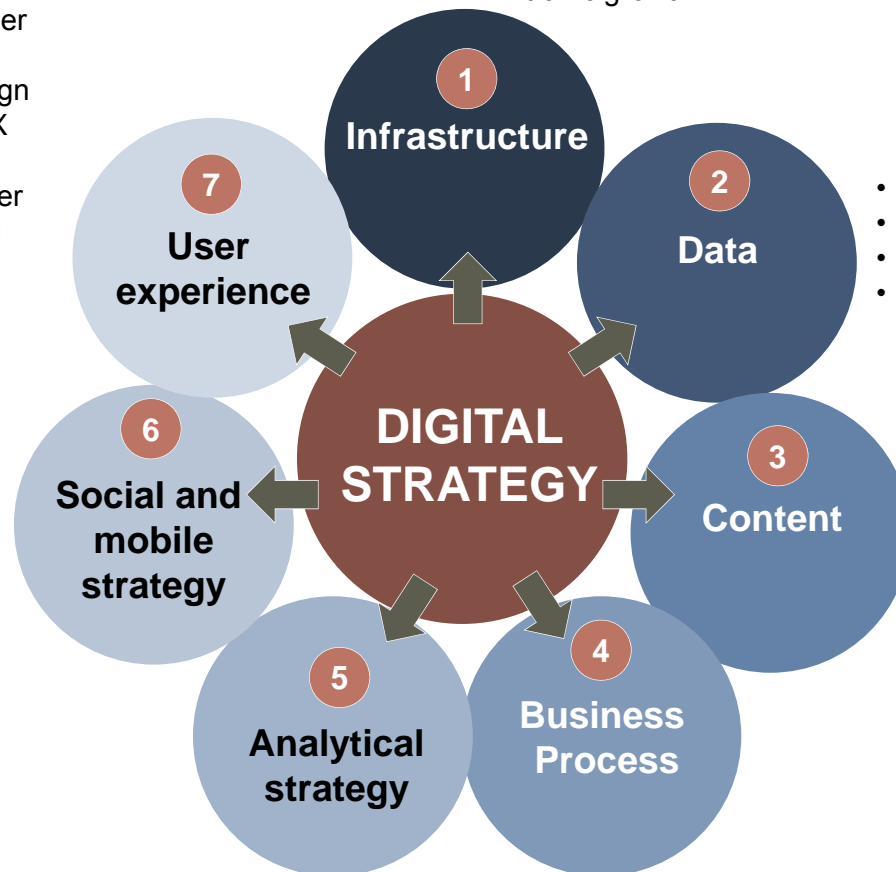 1
Infrastructure
2
Data
3
Content
4
Business
Process
5
Analytical
strategy
6
Social and
mobile
strategy
7
User
experience
DIGITAL
STRATEGY